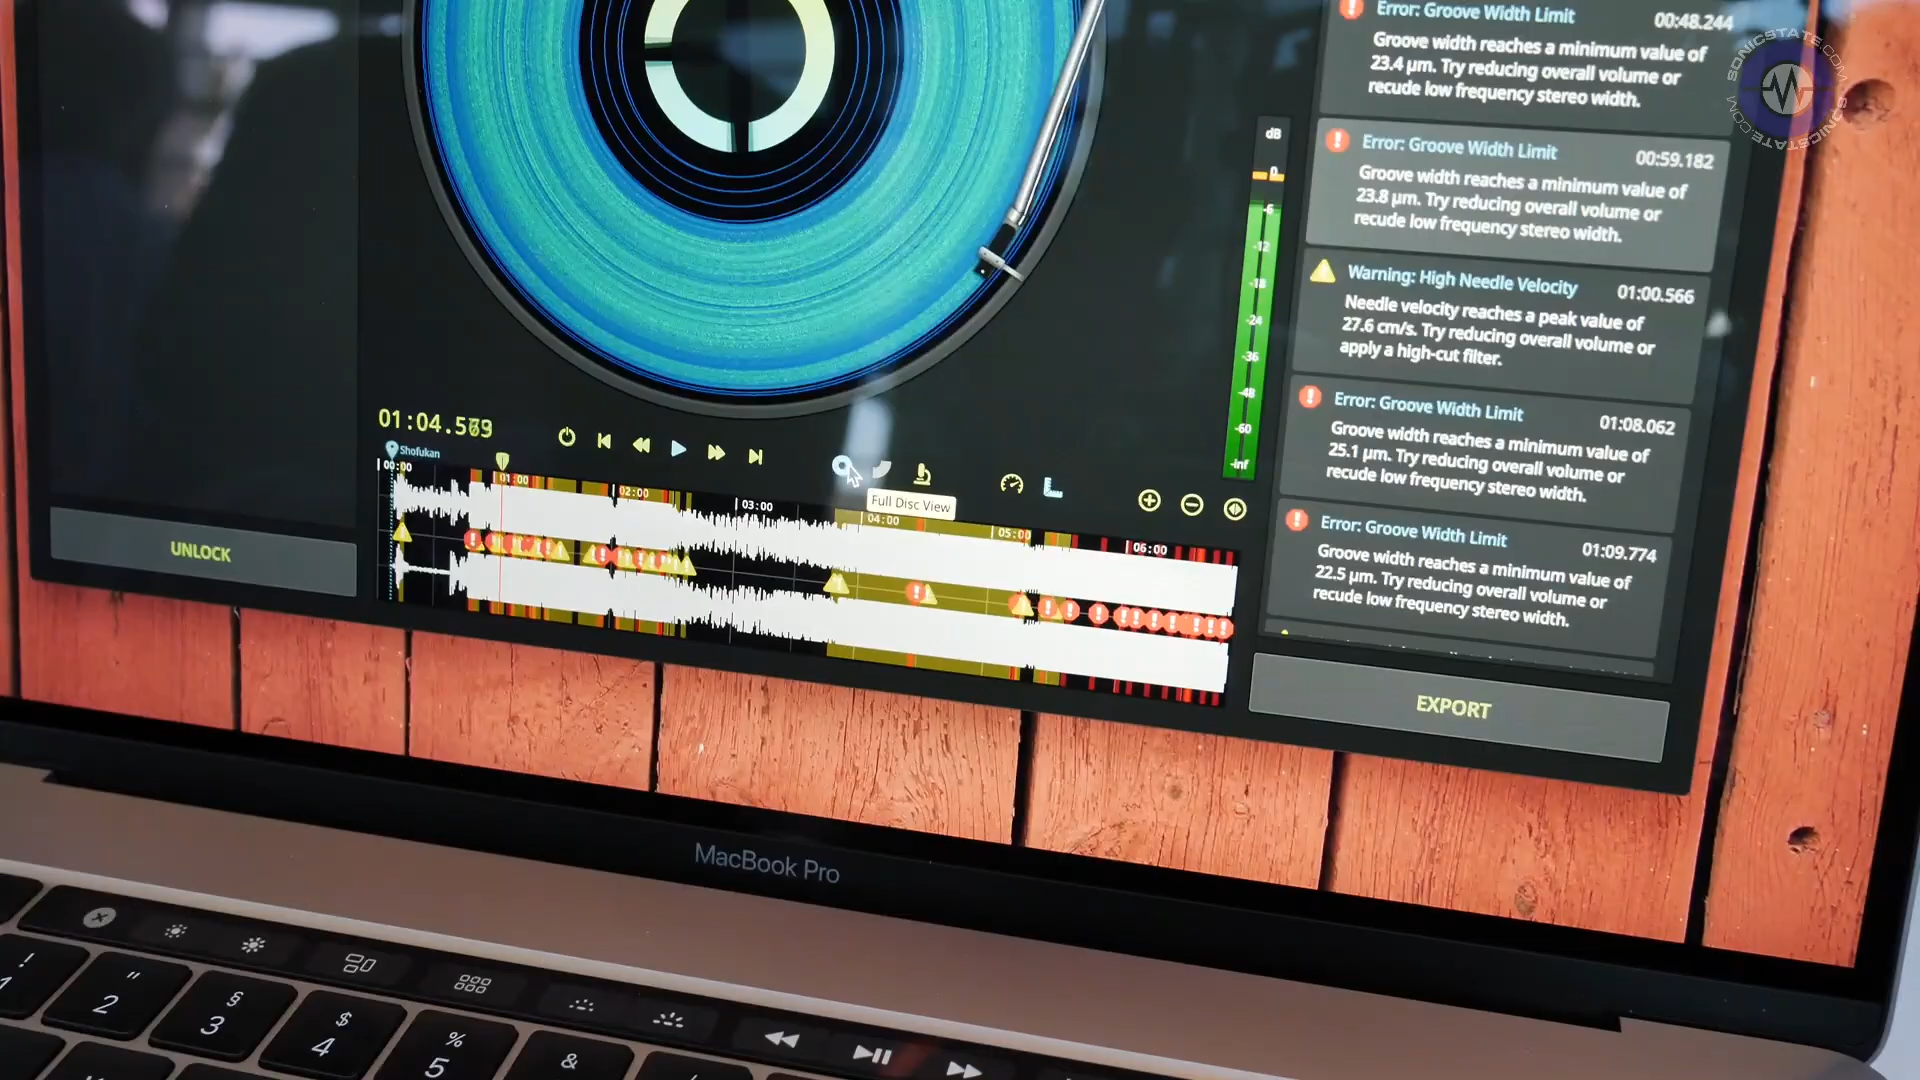 Error: Groove Width Limit 00:48.244
Groove width reaches a minimum value of
23.4 µm. Try reducing overall volume or
recude low frequency stereo width.
Error: Groove Width Limit 00:59.182
Groove width reaches a minimum value of
23.8 µm. Try reducing overall volume or
recude low frequency stereo width.
Warning: High Needle Velocity 01:00.566
Needle velocity reaches a peak value of
27.6 cm/s. Try reducing overall volume or
apply a high-cut filter.
Error: Groove Width Limit 01:08.062
Groove width reaches a minimum value of
25.1 µm. Try reducing overall volume or
recude low frequency stereo width.
Error: Groove Width Limit 01:09.774
Groove width reaches a minimum value of
22.5 µm. Try reducing overall volume or
recude low frequency stereo width.
EXPORT
SONICSTATE.COM SONICSTATE.COM
dB
0
-6
-12
-18
-24
-36
-48
-60
-inf
Shofukan
00:00 01:00 02:00 03:00 04:00 05:00 06:00
Full Disc View
UNLOCK
MacBook Pro
! " § $ % &
1 2 3 4 5